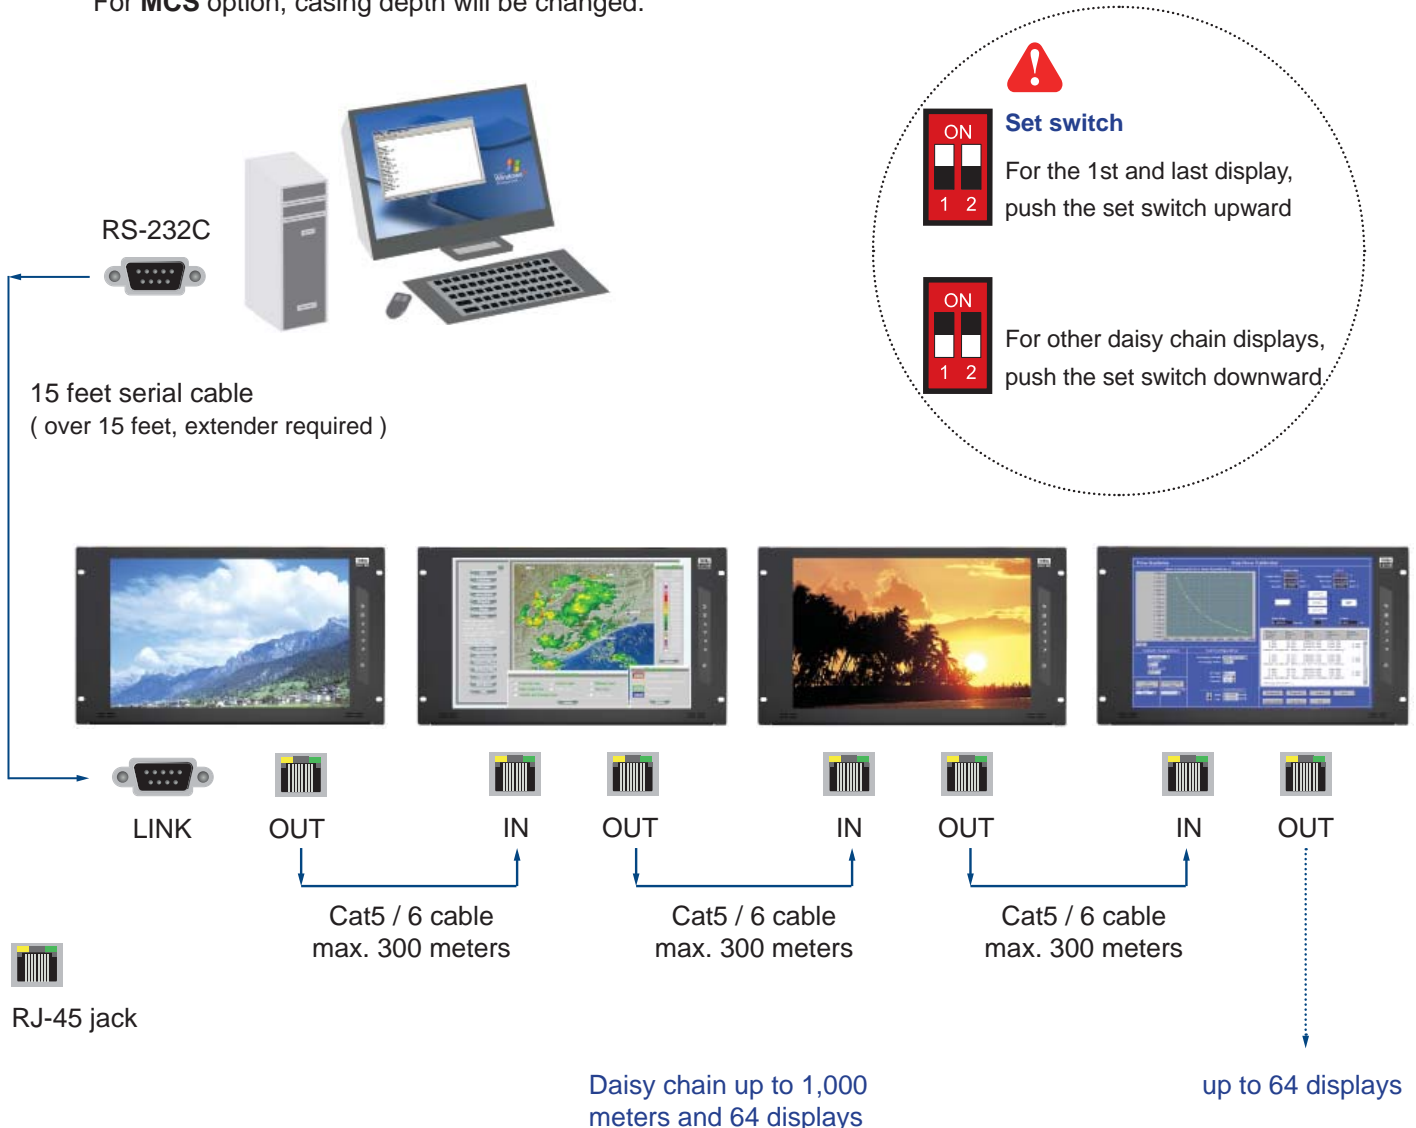 For MCS option, casing depth will be changed.
ON
1 2
Set switch
For the 1st and last display,
push the set switch upward
RS-232C
ON
1 2
For other daisy chain displays,
push the set switch downward.
15 feet serial cable
( over 15 feet, extender required )
LINK
OUT
IN
OUT
IN
OUT
IN
OUT
Cat5 / 6 cable
max. 300 meters
Cat5 / 6 cable
max. 300 meters
Cat5 / 6 cable
max. 300 meters
RJ-45 jack
Daisy chain up to 1,000
meters and 64 displays
up to 64 displays